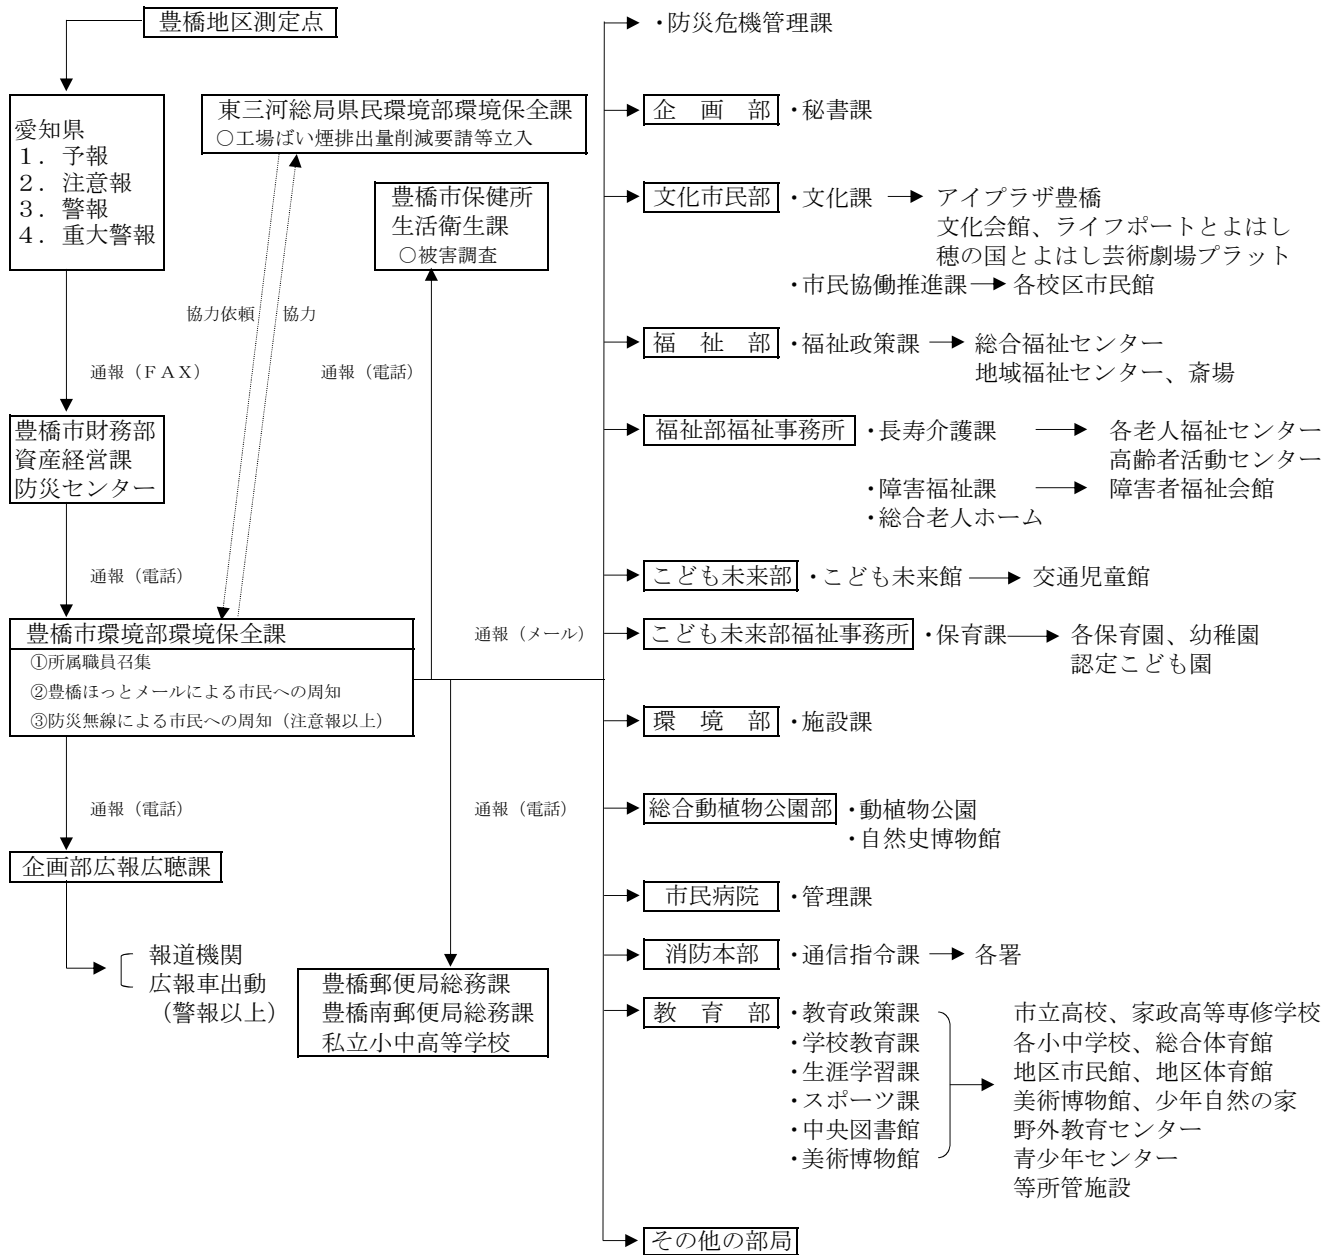 豊橋地区測定点
愛知県
１．予報
２．注意報
３．警報
４．重大警報
東三河総局県民環境部環境保全課
○工場ばい煙排出量削減要請等立入
豊橋市保健所
生活衛生課
○被害調査
協力依頼
協力
通報（ＦＡＸ）
通報（電話）
豊橋市財務部
資産経営課
防災センター
通報（電話）
豊橋市環境部環境保全課
①所属職員召集
②豊橋ほっとメールによる市民への周知
③防災無線による市民への周知（注意報以上）
通報（メール）
通報（電話）
通報（電話）
企画部広報広聴課
報道機関
広報車出動
（警報以上）
豊橋郵便局総務課
豊橋南郵便局総務課
私立小中高等学校
・防災危機管理課
企　画　部 ・秘書課
文化市民部 ・文化課 アイプラザ豊橋
文化会館、ライフポートとよはし
穂の国とよはし芸術劇場プラット
・市民協働推進課 各校区市民館
福　祉　部 ・福祉政策課 総合福祉センター
地域福祉センター、斎場
福祉部福祉事務所 ・長寿介護課 各老人福祉センター
高齢者活動センター
・障害福祉課 障害者福祉会館
・総合老人ホーム
こども未来部 ・こども未来館 交通児童館
こども未来部福祉事務所 ・保育課 各保育園、幼稚園
認定こども園
環　境　部 ・施設課
総合動植物公園部 ・動植物公園
・自然史博物館
市民病院 ・管理課
消防本部 ・通信指令課 各署
教　育　部 ・教育政策課 市立高校、家政高等専修学校
・学校教育課 各小中学校、総合体育館
・生涯学習課 地区市民館、地区体育館
・スポーツ課 美術博物館、少年自然の家
・中央図書館 野外教育センター
・美術博物館 青少年センター
等所管施設
その他の部局